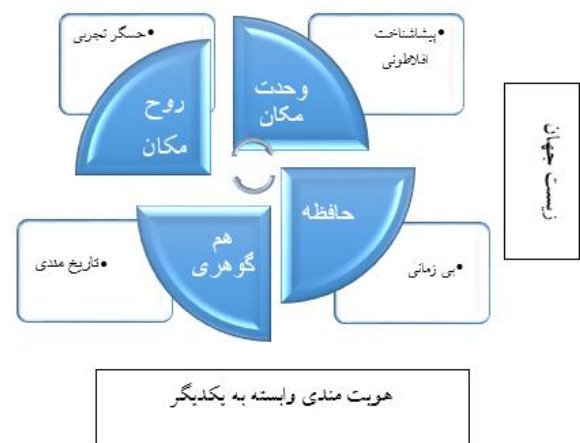 •پیشاشناخت
افلاطونی
•حسگر تجربی
وحدت
مکان
روح
مکان
زیست جهان
حافظه
هم
گوهری
•بی زمانی
•تاریخ مندی
هویت مندی وابسته به یکدیگر